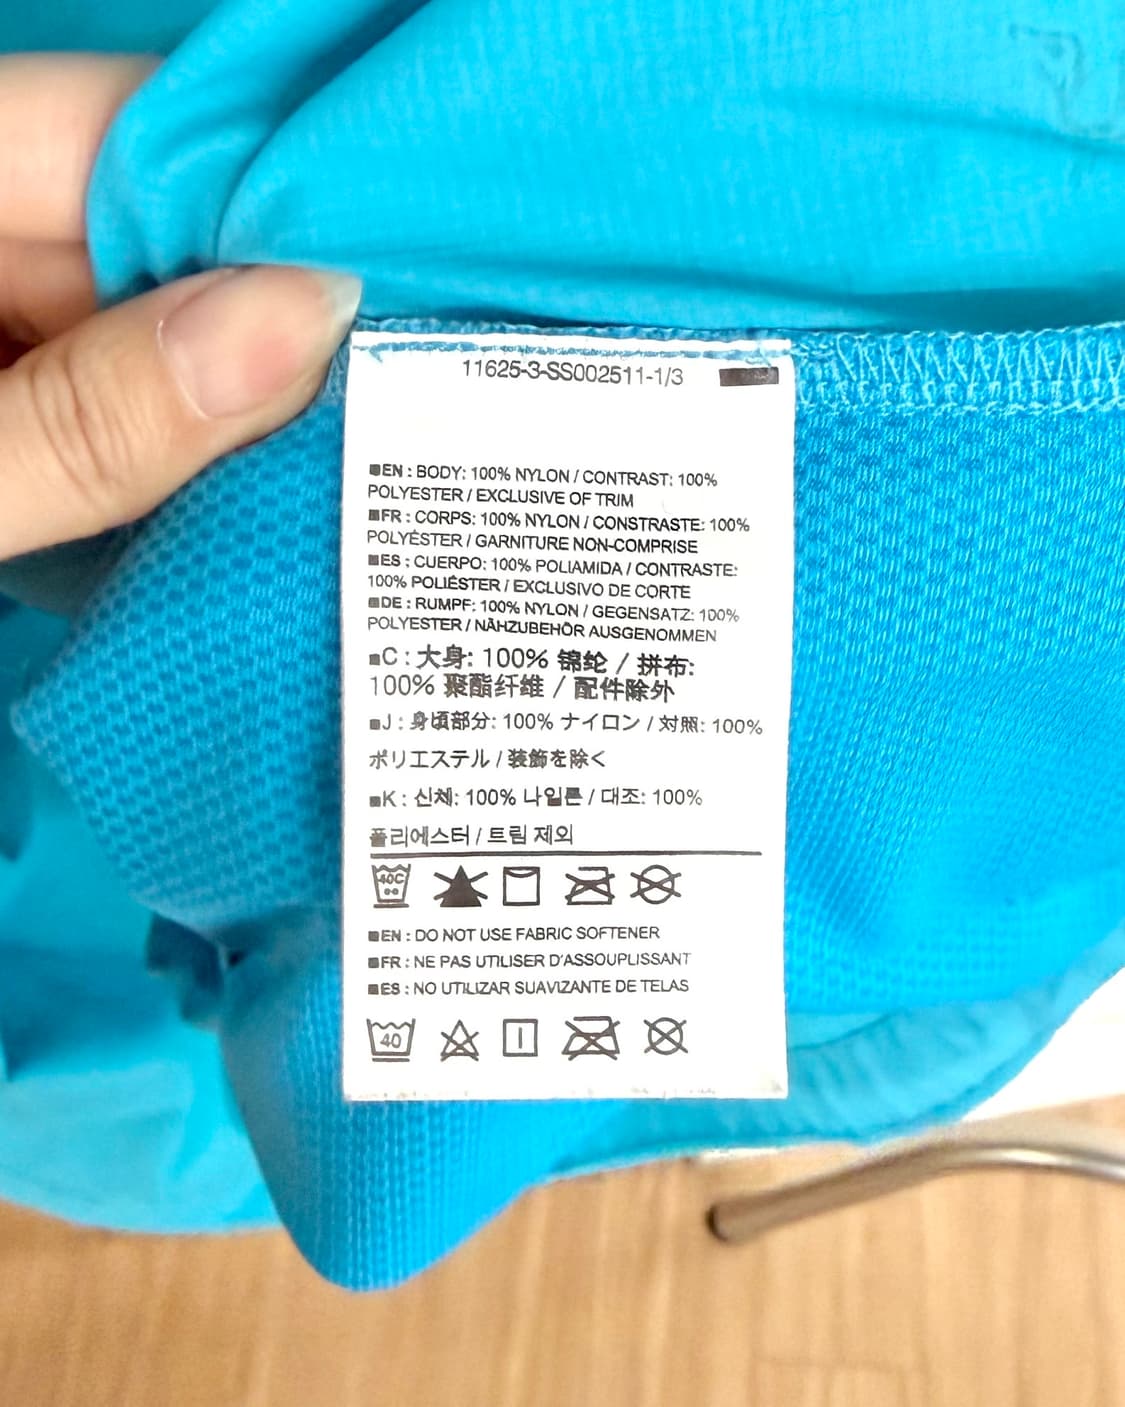 11625-3-SS002511-1/3
■EN : BODY: 100% NYLON / CONTRAST: 100%
POLYESTER / EXCLUSIVE OF TRIM
■FR : CORPS: 100% NYLON / CONSTRASTE: 100%
POLYÉSTER / GARNITURE NON-COMPRISE
■ES : CUERPO: 100% POLIAMIDA / CONTRASTE:
100% POLIÉSTER / EXCLUSIVO DE CORTE
■DE : RUMPF: 100% NYLON / GEGENSATZ: 100%
POLYESTER / NÄHZUBEHÖR AUSGENOMMEN
■C : 大身: 100% 锦纶 / 拼布:
100% 聚酯纤维 / 配件除外
■J : 身頃部分: 100% ナイロン / 対照: 100%
ポリエステル / 装飾を除く
■K : 신체: 100% 나일론 / 대조: 100%
폴리에스터 / 트림 제외
40C
■EN : DO NOT USE FABRIC SOFTENER
■FR : NE PAS UTILISER D'ASSOUPLISSANT
■ES : NO UTILIZAR SUAVIZANTE DE TELAS
40